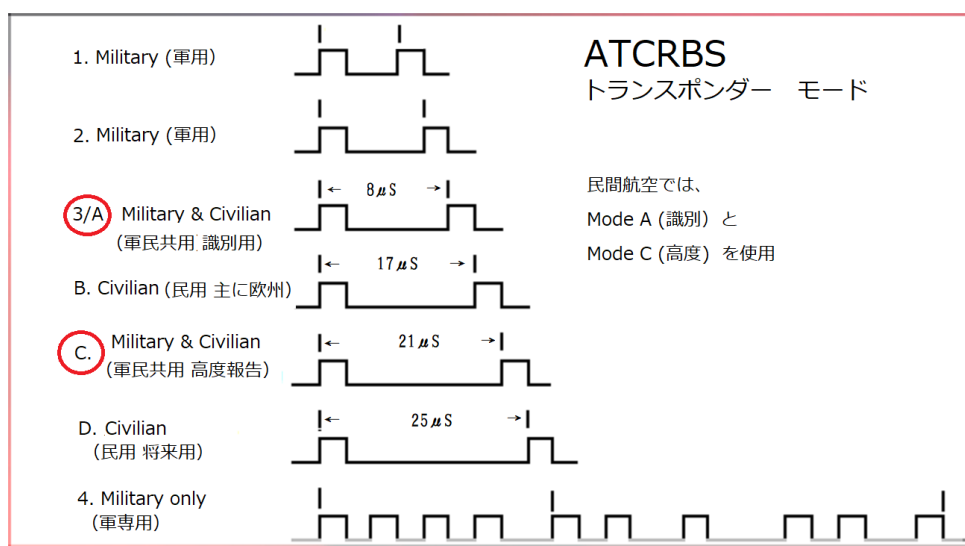 1. Military (軍用)
ATCRBS
トランスポンダー　モード
2. Military (軍用)
3/A Military & Civilian
(軍民共用 識別用)
8μS
民間航空では、
Mode A (識別) と
Mode C (高度) を使用
B. Civilian (民用 主に欧州)
17μS
C. Military & Civilian
(軍民共用 高度報告)
21μS
D. Civilian
(民用 将来用)
25μS
4. Military only
(軍専用)